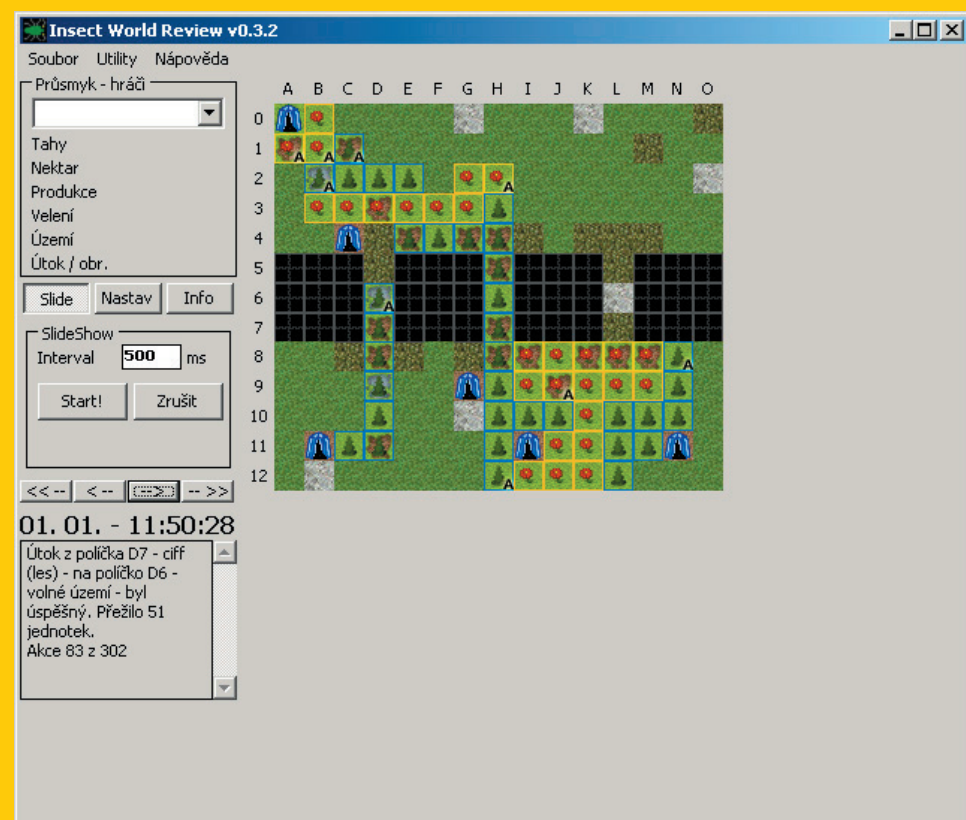 Insect World Review v0.3.2
Soubor Utility Nápověda
Průsmyk - hráči
Tahy
Nektar
Produkce
Velení
Území
Útok / obr.
Slide Nastav Info
SlideShow
Interval 500 ms
Start! Zrušit
<< -- < -- --> -- >>
01. 01. - 11:50:28
Útok z políčka D7 - ciff
(les) - na políčko D6 -
volné území - byl
úspěšný. Přežilo 51
jednotek.
Akce 83 z 302
A B C D E F G H I J K L M N O
0
1 A A A
2 A A
3
4
5
6 A
7
8 A
9 A
10
11
12 A